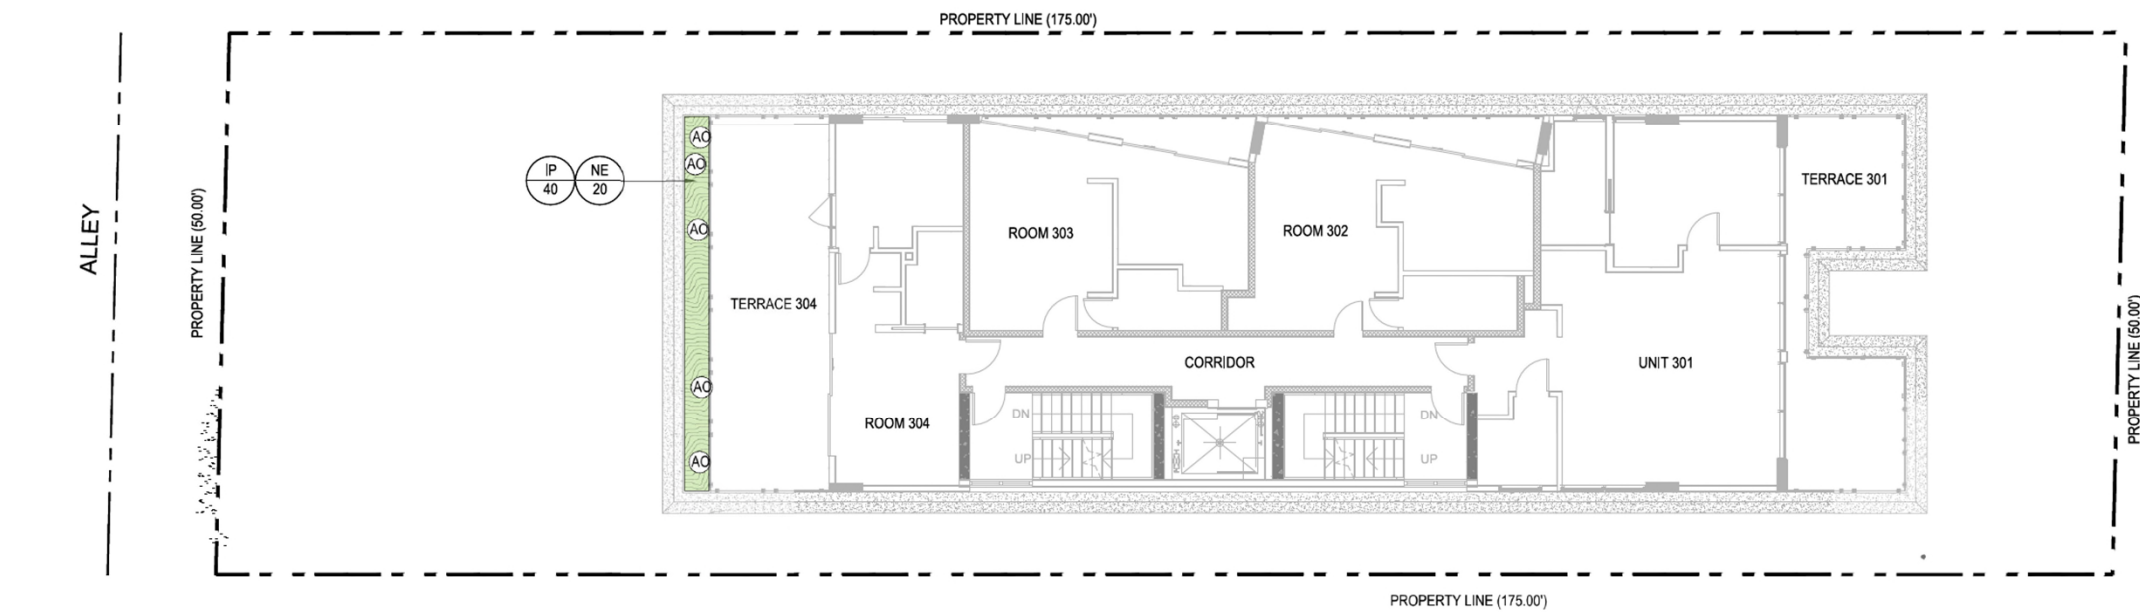 PROPERTY LINE (175.00')
AO
IP
40
NE
20
AO
TERRACE 301
ALLEY
PROPERTY LINE (50.00')
AO
ROOM 303
ROOM 302
TERRACE 304
PROPERTY LINE (50.00')
CORRIDOR
UNIT 301
AO
ROOM 304
DN
DN
AO
UP
UP
PROPERTY LINE (175.00')